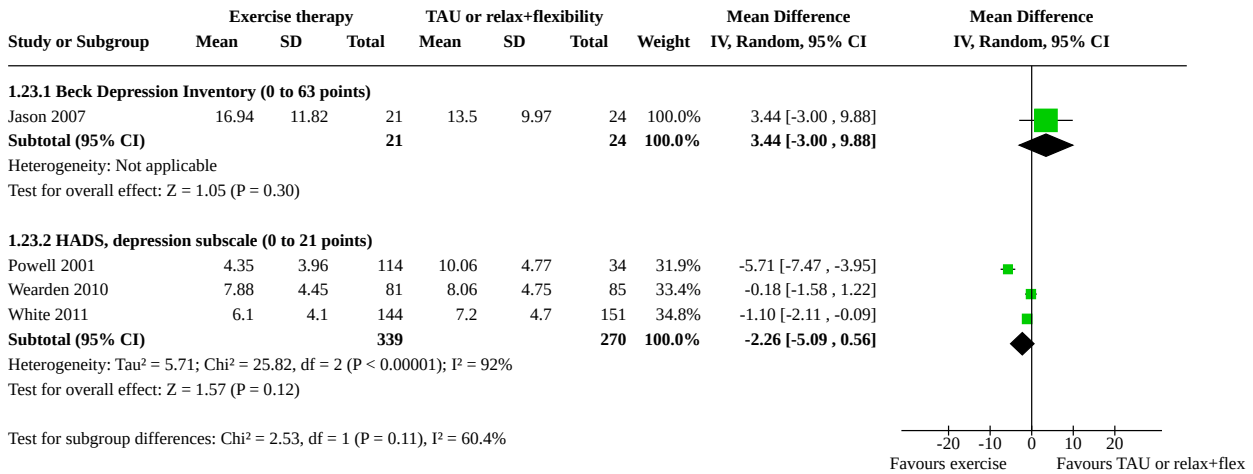 Exercise therapy TAU or relax+flexibility Mean Difference Mean Difference
Study or Subgroup Mean SD Total Mean SD Total Weight IV, Random, 95% CI IV, Random, 95% CI
1.23.1 Beck Depression Inventory (0 to 63 points)
Jason 2007 16.94 11.82 21 13.5 9.97 24 100.0% 3.44 [-3.00 , 9.88]
Subtotal (95% CI) 21 24 100.0% 3.44 [-3.00 , 9.88]
Heterogeneity: Not applicable
Test for overall effect: Z = 1.05 (P = 0.30)
1.23.2 HADS, depression subscale (0 to 21 points)
Powell 2001 4.35 3.96 114 10.06 4.77 34 31.9% -5.71 [-7.47 , -3.95]
Wearden 2010 7.88 4.45 81 8.06 4.75 85 33.4% -0.18 [-1.58 , 1.22]
White 2011 6.1 4.1 144 7.2 4.7 151 34.8% -1.10 [-2.11 , -0.09]
Subtotal (95% CI) 339 270 100.0% -2.26 [-5.09 , 0.56]
Heterogeneity: Tau² = 5.71; Chi² = 25.82, df = 2 (P < 0.00001); I² = 92%
Test for overall effect: Z = 1.57 (P = 0.12)
Test for subgroup differences: Chi² = 2.53, df = 1 (P = 0.11), I² = 60.4%
-20 -10 0 10 20
Favours exercise Favours TAU or relax+flex